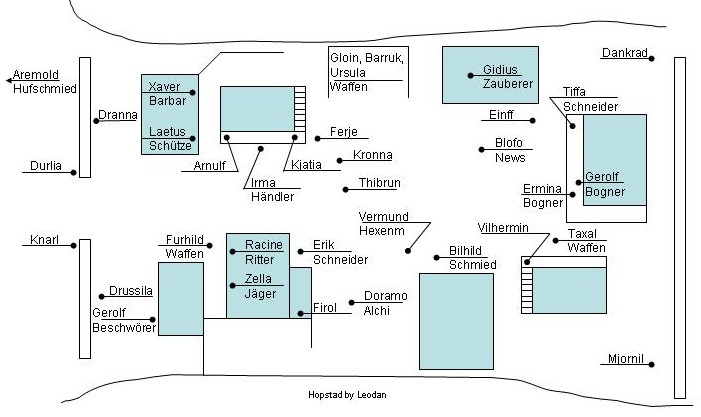 Dankrad
Gloin, Barruk,
Ursula
Waffen
Aremold
Hufschmied
Gidius
Zauberer
Xaver
Barbar
Tiffa
Schneider
Dranna
Einff
Laetus
Schütze
Ferje
Blofo
News
Kronna
Durlia
Arnulf
Kjatia
Irma
Händler
Thibrun
Gerolf
Bogner
Ermina
Bogner
Vermund
Hexenm
Vilhermin
Taxal
Waffen
Knarl
Furhild
Waffen
Racine
Ritter
Erik
Schneider
Bilhild
Schmied
Zella
Jäger
Drussila
Doramo
Alchi
Gerolf
Beschwörer
Firol
Mjornil
Hopstad by Leodan